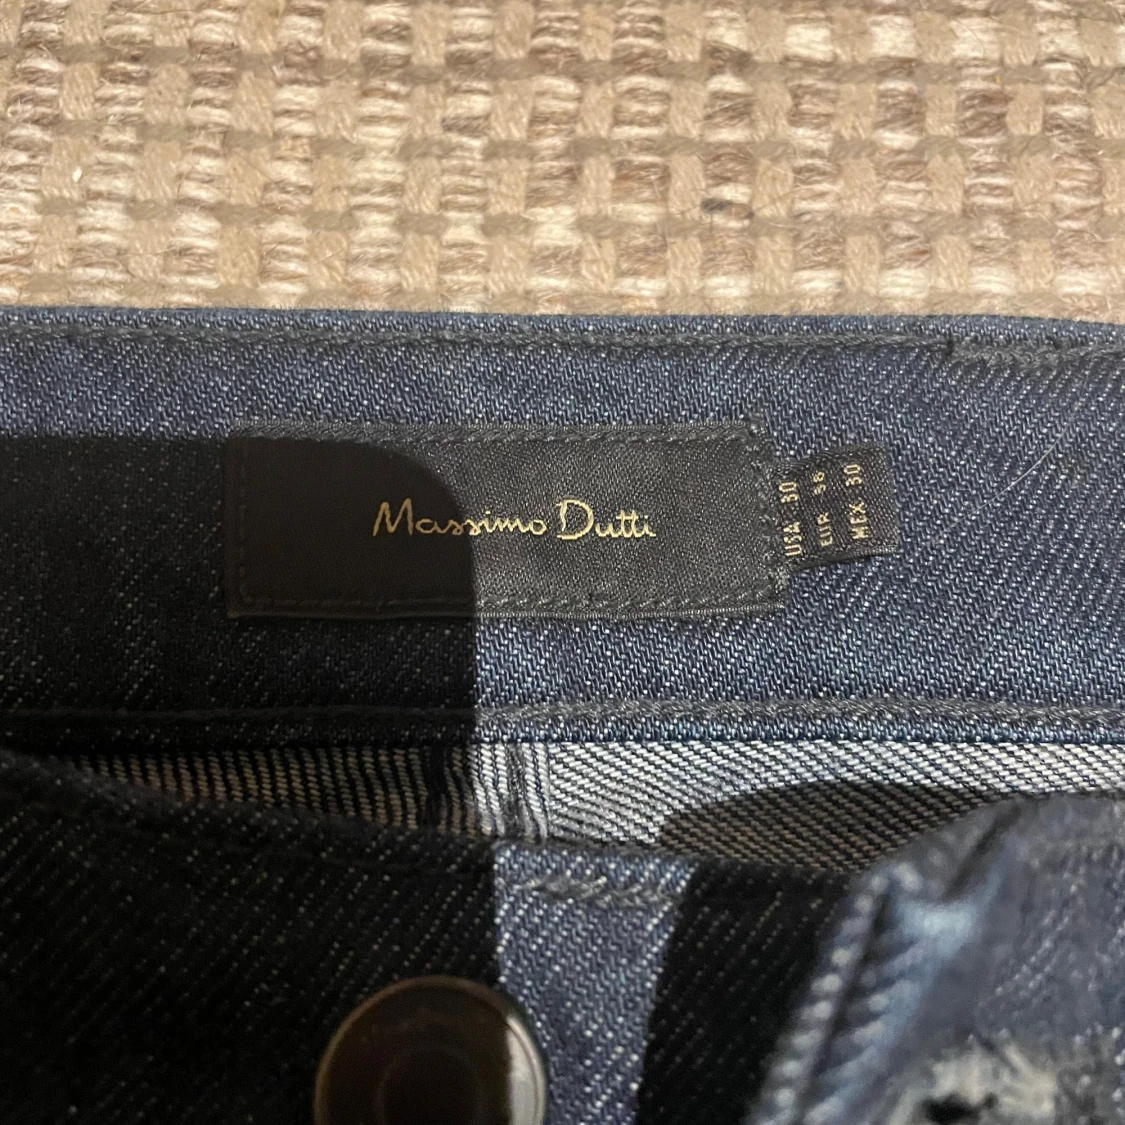 Massimo Dutti
USA 30
EUR 38
MEX 30